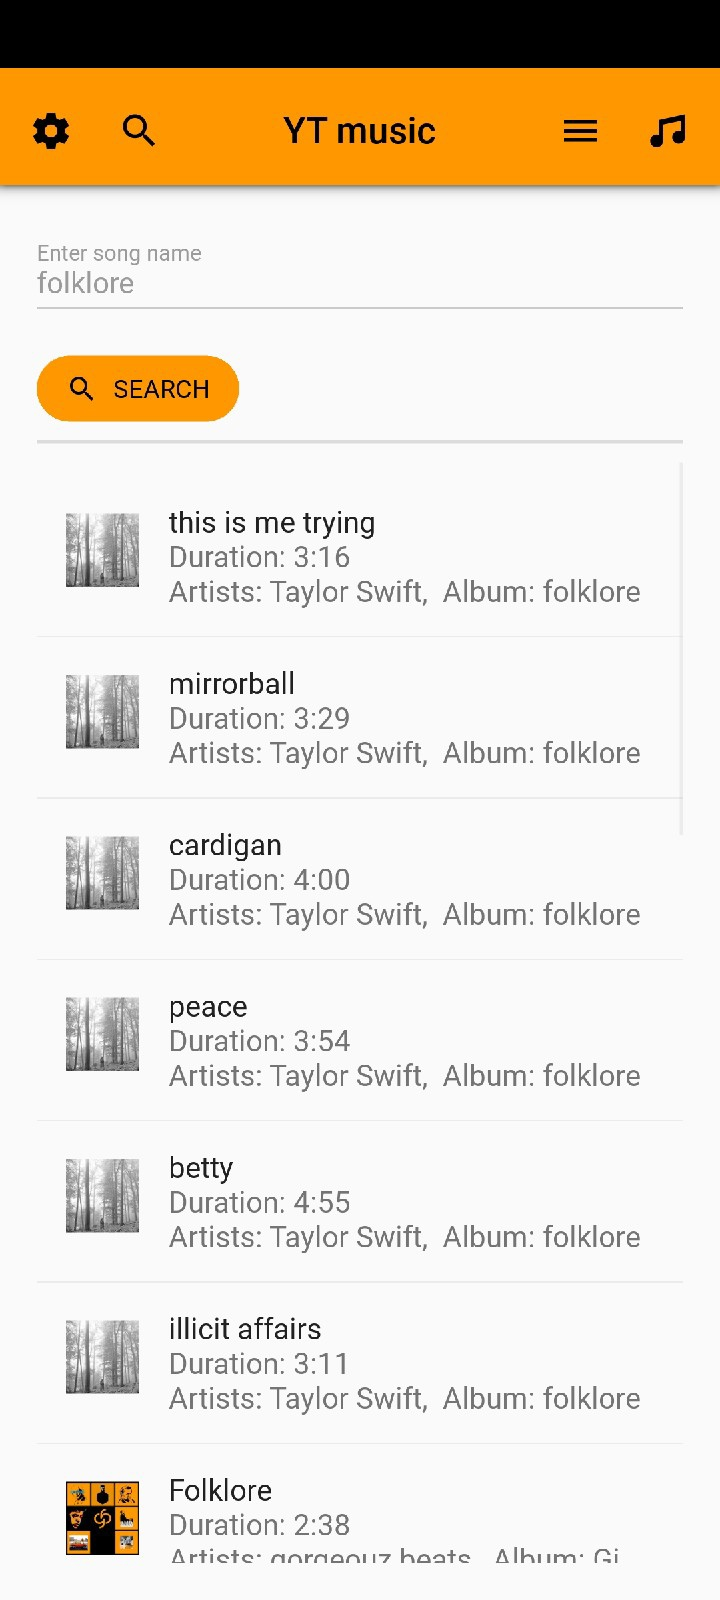 YT music
Enter song name
folklore
SEARCH
this is me trying
Duration: 3:16
Artists: Taylor Swift,  Album: folklore
mirrorball
Duration: 3:29
Artists: Taylor Swift,  Album: folklore
cardigan
Duration: 4:00
Artists: Taylor Swift,  Album: folklore
peace
Duration: 3:54
Artists: Taylor Swift,  Album: folklore
betty
Duration: 4:55
Artists: Taylor Swift,  Album: folklore
illicit affairs
Duration: 3:11
Artists: Taylor Swift,  Album: folklore
Folklore
Duration: 2:38
Artists: gorgeouz beats,  Album: Gi